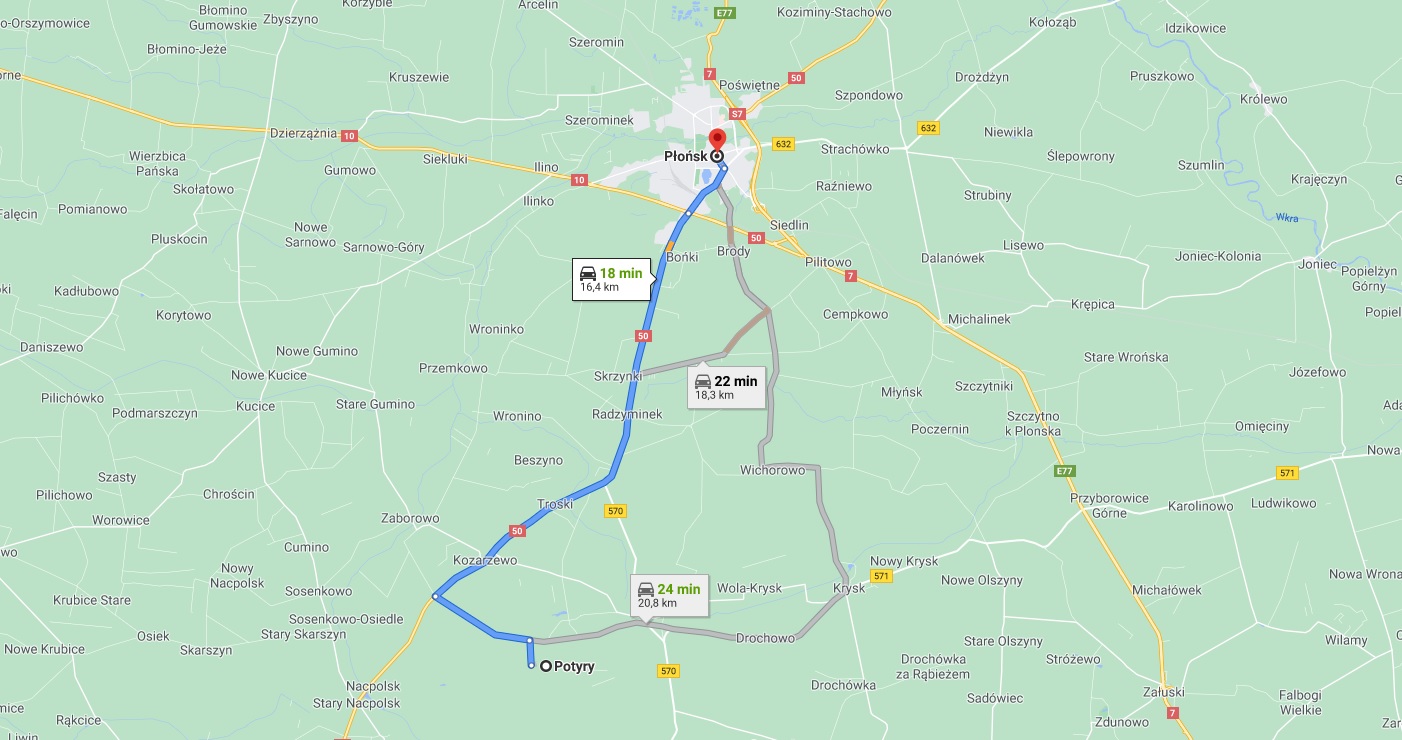 Korzybie
Arcelin
E77
Koziminy-Stachowo
Błomino
Gumowskie
o-Orszymowice
Zbyszyno
Kołoząb
Idzikowice
Szeromin
Błomino-Jeże
7
50
orne
Kruszewie
Poświętne
Drożdżyn
Pruszkowo
Szpondowo
Królewo
S7
Szerominek
632
Niewikla
Dzierzążnia
10
632
Płońsk
Strachówko
Wierzbica
Pańska
Siekluki
Ilino
Ślepowrony
Szumlin
Gumowo
10
Krajęczyn
Skołatowo
Raźniewo
Strubiny
Ilinko
Pomianowo
Falęcin
Wkra
Nowe
Sarnowo
Siedlin
Pluskocin
50
Sarnowo-Góry
Lisewo
Brody
Bońki
Dalanówek
Joniec-Kolonia
Pilitowo
Joniec
18 min
16,4 km
7
Popielżyn
Górny
Kadłubowo
ki
Krępica
Korytowo
Cempkowo
Popiel
Michalinek
Wroninko
50
Daniszewo
Nowe Gumino
Stare Wrońska
Przemkowo
Nowe Kucice
Skrzynki
Józefowo
22 min
18,3 km
Szczytniki
Młyńsk
Pilichówko
Kucice
Stare Gumino
Ada
Podmarszczyn
Wronino
Radzyminek
Szczytno
k Plonska
Omięciny
Poczernin
Nowa
Beszyno
Wichorowo
E77
571
Szasty
Pilichowo
Chrościn
Przyborowice
Górne
Karolinowo
Ludwikowo
Troski
570
Worowice
Zaborowo
50
wo
Cumino
Kozarzewo
Nowy Krysk
Nowy
Nacpolsk
571
Nowe Olszyny
Nowa Wrona
24 min
20,8 km
Wola-Krysk
Krysk
Michałówek
Sosenkowo
Krubice Stare
Sosenkowo-Osiedle
Stary Skarszyn
Osiek
Drochowo
Stare Olszyny
Wilamy
Nowe Krubice
Skarszyn
Drochówka
za Rąbieżem
Stróżewo
Potyry
570
Nacpolsk
Stary Nacpolsk
Drochówka
Sadówiec
Załuski
Falbogi
Wielkie
mice
Rąkcice
7
Zdunowo
Zar
Liwin